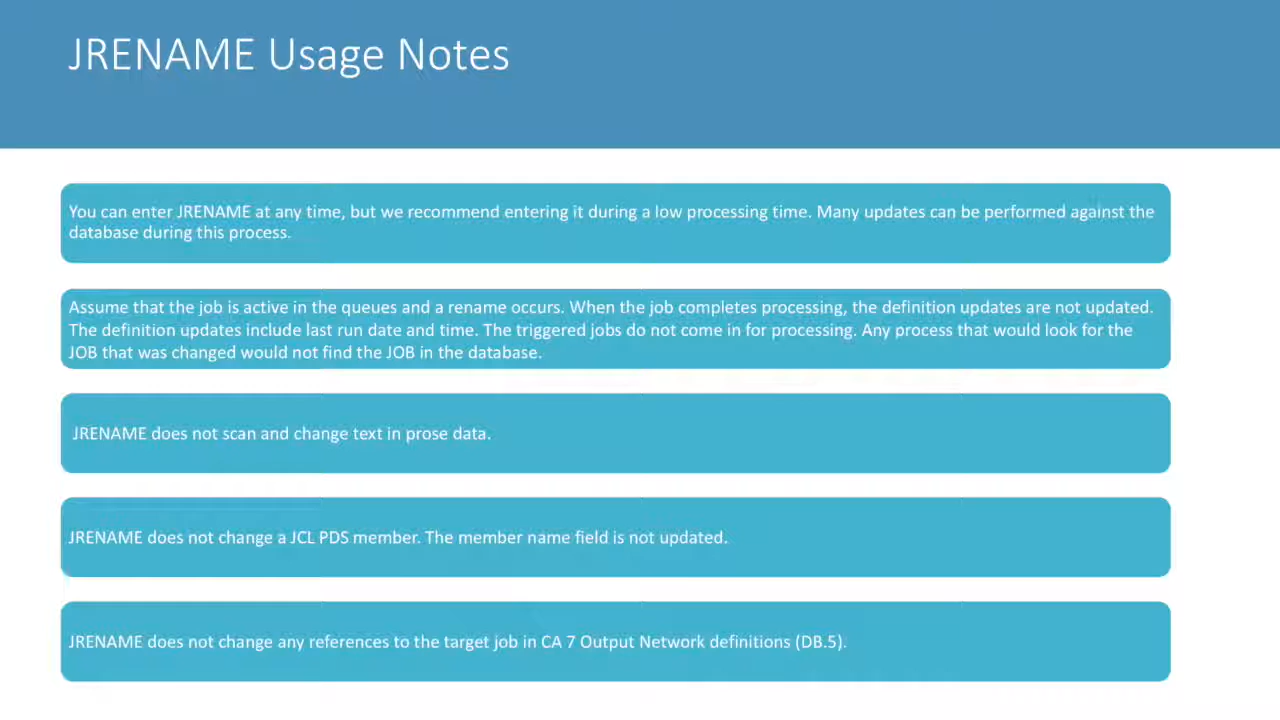 JRENAME Usage Notes
You can enter JRENAME at any time, but we recommend entering it during a low processing time. Many updates can be performed against the
database during this process.
Assume that the job is active in the queues and a rename occurs. When the job completes processing, the definition updates are not updated.
The definition updates include last run date and time. The triggered jobs do not come in for processing. Any process that would look for the
JOB that was changed would not find the JOB in the database.
JRENAME does not scan and change text in prose data.
JRENAME does not change a JCL PDS member. The member name field is not updated.
JRENAME does not change any references to the target job in CA 7 Output Network definitions (DB.5).